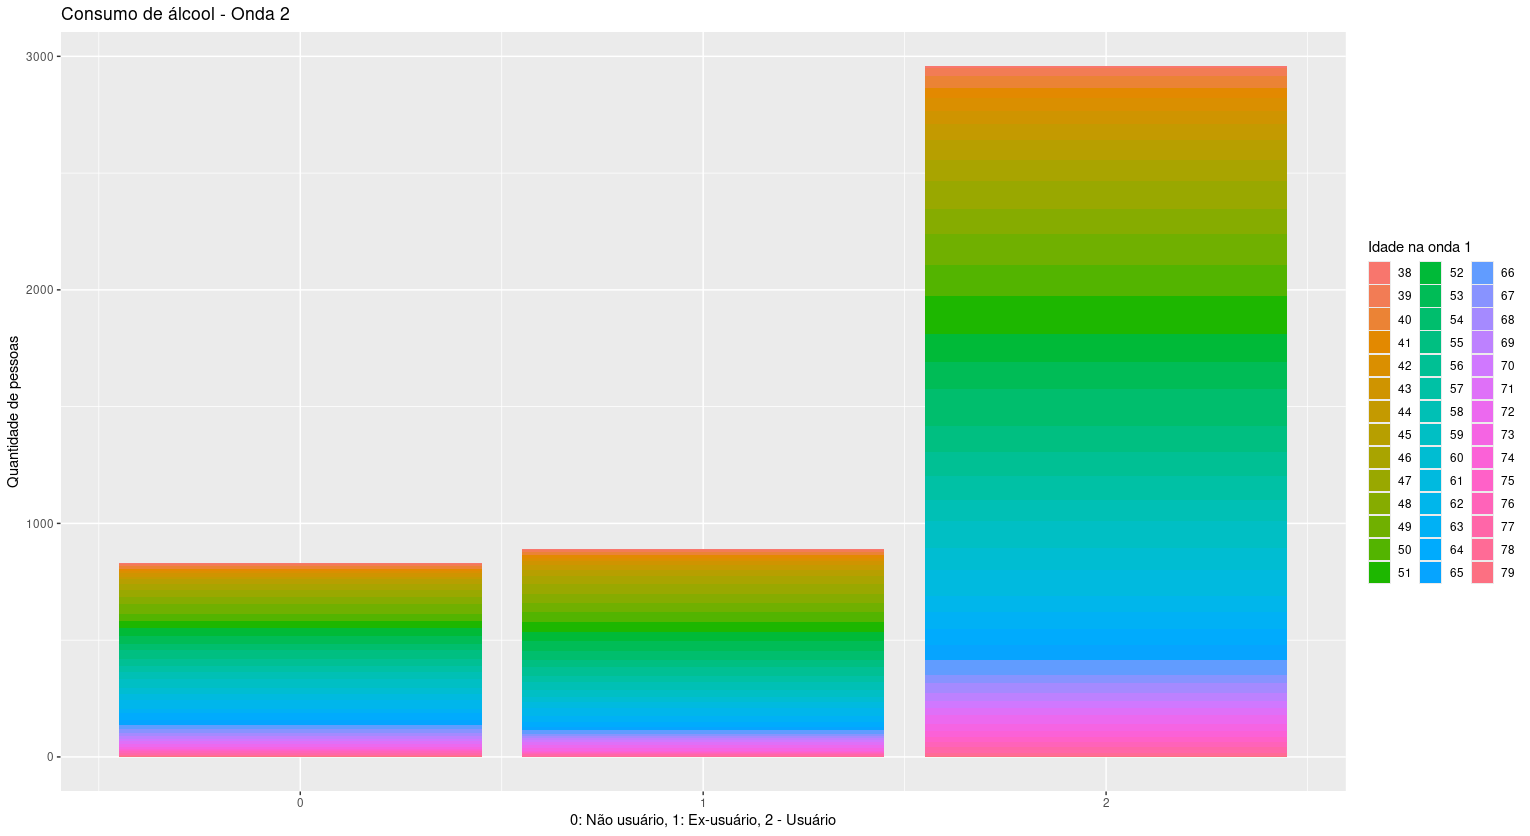 Consumo de álcool - Onda 2
Quantidade de pessoas
3000
2000
1000
0
0 1 2
0: Não usuário, 1: Ex-usuário, 2 - Usuário
Idade na onda 1
38 52 66
39 53 67
40 54 68
41 55 69
42 56 70
43 57 71
44 58 72
45 59 73
46 60 74
47 61 75
48 62 76
49 63 77
50 64 78
51 65 79